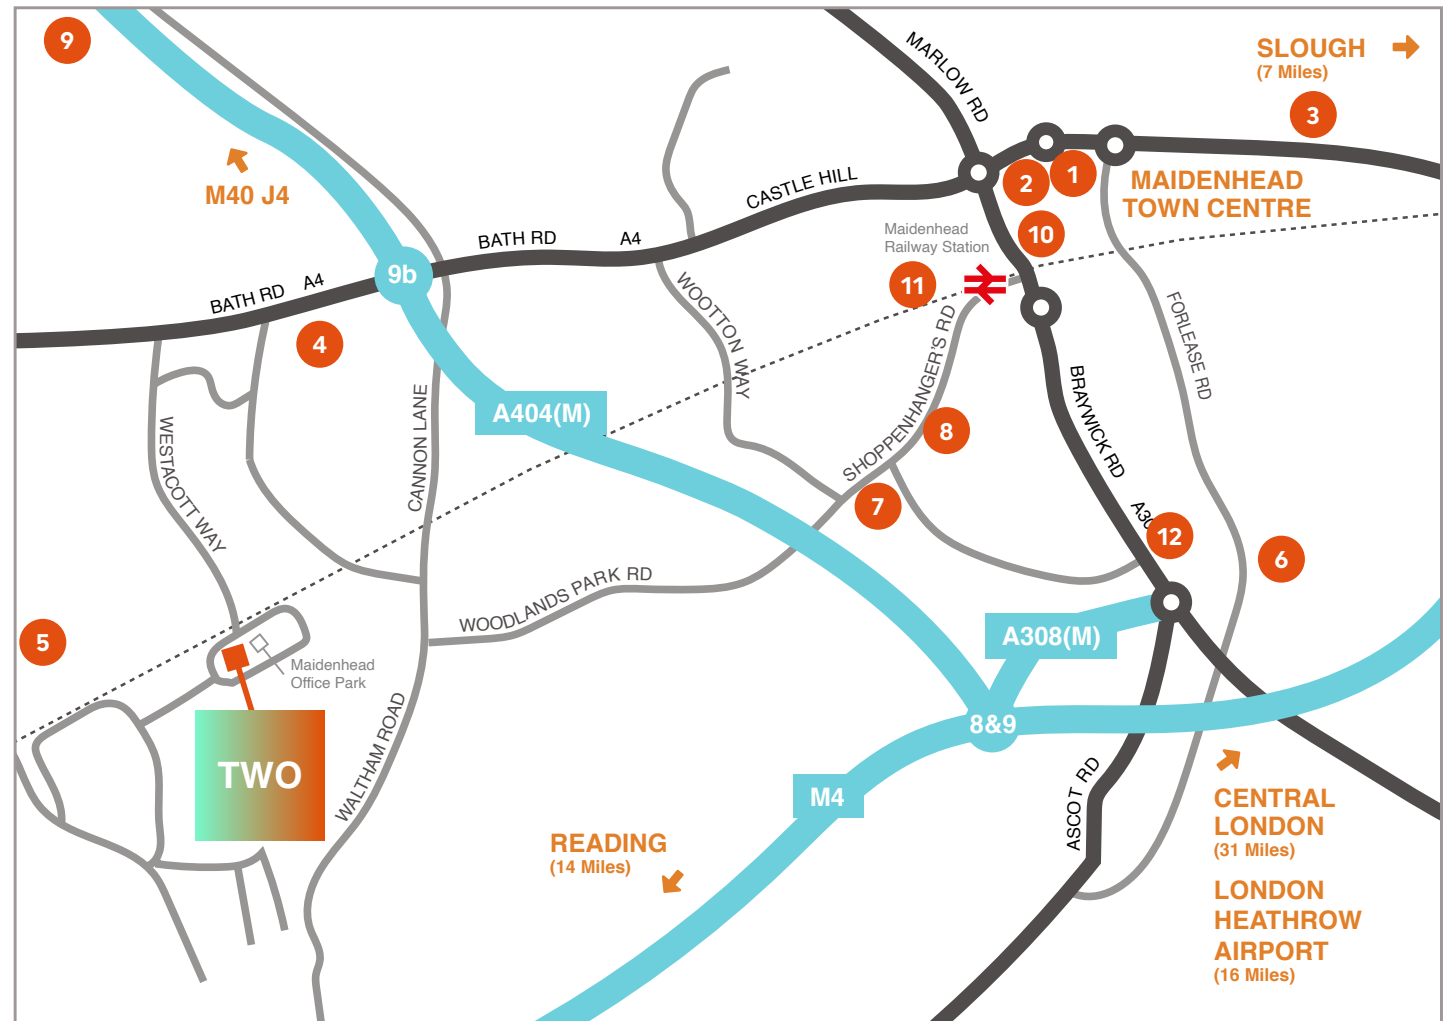 9
MARLOW RD
SLOUGH
(7 Miles)
3
M40 J4
CASTLE HILL
2
1
MAIDENHEAD
TOWN CENTRE
BATH RD
A4
Maidenhead
Railway Station
10
9b
BATH RD
A4
11
4
WOOTTON WAY
FORLEASE RD
SHOPPENHANGER'S RD
CANNON LANE
A404(M)
BRAYWICK RD
8
WESTACOTT WAY
7
12
6
WOODLANDS PARK RD
5
A308(M)
Maidenhead
Office Park
8&9
TWO
WALTHAM ROAD
M4
ASCOT RD
READING
(14 Miles)
CENTRAL
LONDON
(31 Miles)
LONDON
HEATHROW
AIRPORT
(16 Miles)